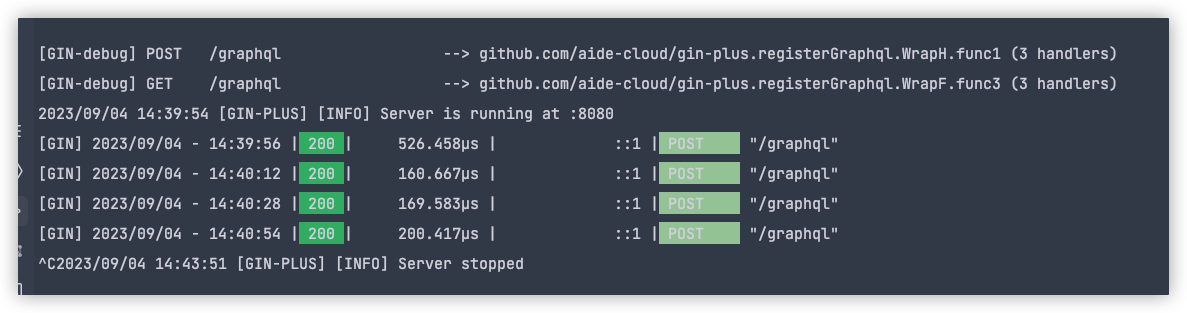 [GIN-debug] POST   /graphql                  --> github.com/aide-cloud/gin-plus.registerGraphql.WrapH.func1 (3 handlers)
[GIN-debug] GET    /graphql                  --> github.com/aide-cloud/gin-plus.registerGraphql.WrapF.func3 (3 handlers)
2023/09/04 14:39:54 [GIN-PLUS] [INFO] Server is running at :8080
[GIN] 2023/09/04 - 14:39:56 | 200 |     526.458µs |             ::1 | POST     "/graphql"
[GIN] 2023/09/04 - 14:40:12 | 200 |     160.667µs |             ::1 | POST     "/graphql"
[GIN] 2023/09/04 - 14:40:28 | 200 |     169.583µs |             ::1 | POST     "/graphql"
[GIN] 2023/09/04 - 14:40:54 | 200 |     200.417µs |             ::1 | POST     "/graphql"
^C2023/09/04 14:43:51 [GIN-PLUS] [INFO] Server stopped